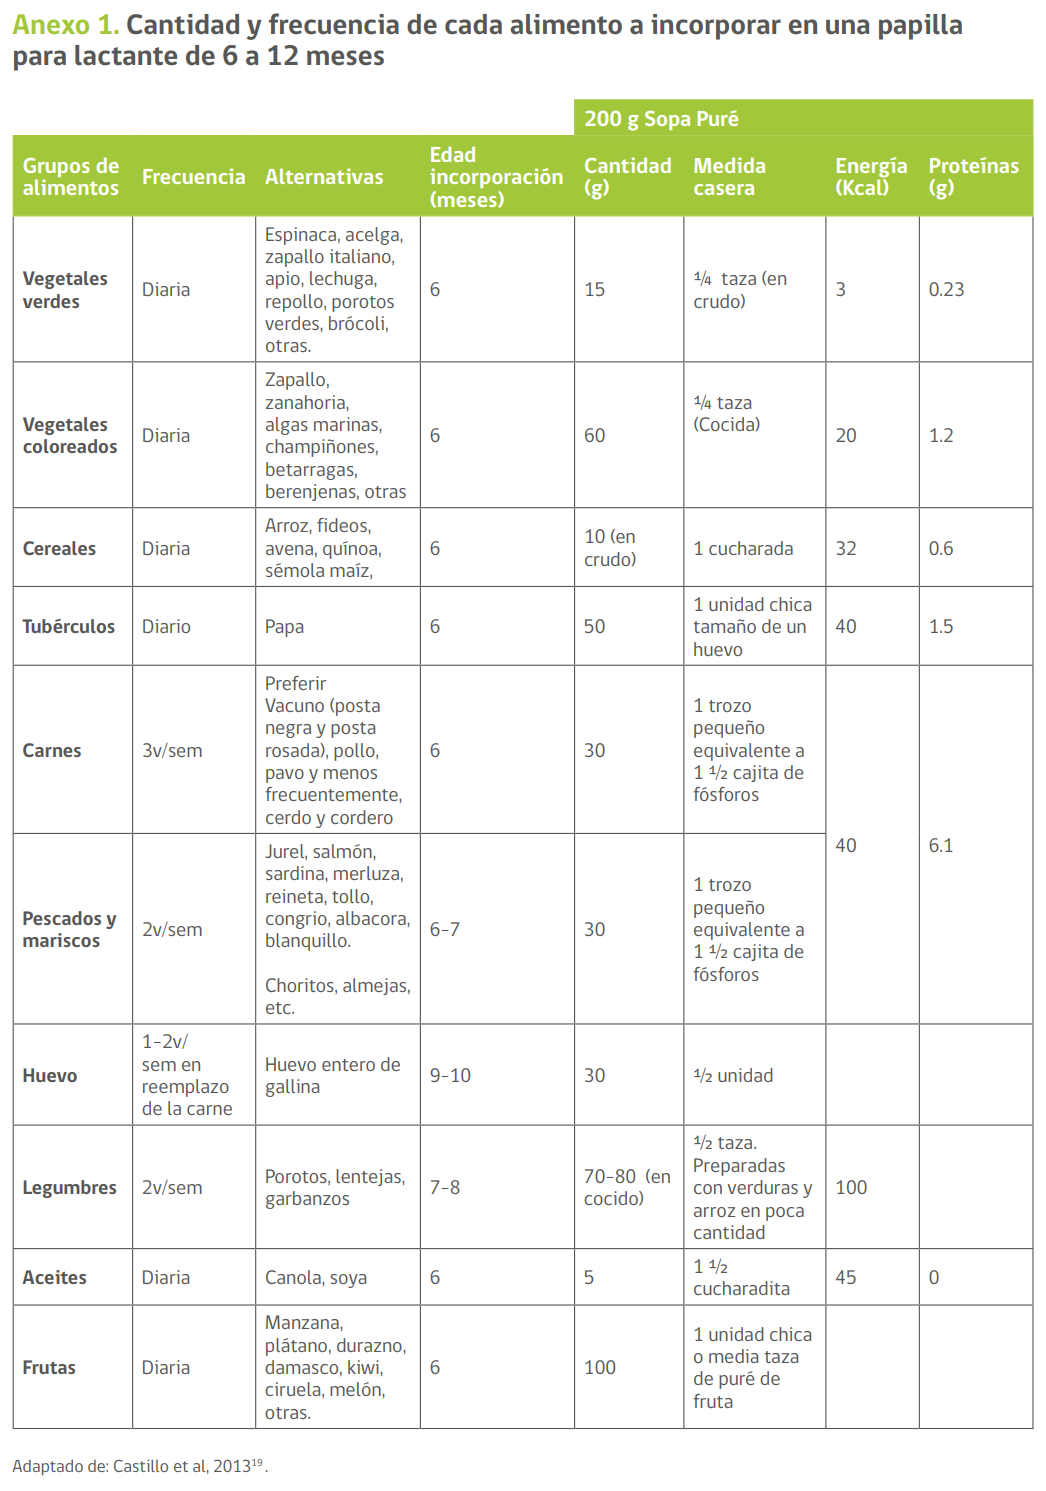 Anexo 1. Cantidad y frecuencia de cada alimento a incorporar en una papilla
para lactante de 6 a 12 meses
200 g Sopa Puré
Grupos de
alimentos
Frecuencia
Alternativas
Edad
incorporación
(meses)
Cantidad
(g)
Medida
casera
Energía
(Kcal)
Proteínas
(g)
Vegetales
verdes
Diaria
Espinaca, acelga,
zapallo italiano,
apio, lechuga,
repollo, porotos
verdes, brócoli,
otras.
6
15
¼ taza (en
crudo)
3
0.23
Vegetales
coloreados
Diaria
Zapallo,
zanahoria,
algas marinas,
champiñones,
betarragas,
berenjenas, otras
6
60
¼ taza
(Cocida)
20
1.2
Cereales
Diaria
Arroz, fideos,
avena, quínoa,
sémola maíz,
6
10 (en
crudo)
1 cucharada
32
0.6
Tubérculos
Diario
Papa
6
50
1 unidad chica
tamaño de un
huevo
40
1.5
Carnes
3v/sem
Preferir
Vacuno (posta
negra y posta
rosada), pollo,
pavo y menos
frecuentemente,
cerdo y cordero
6
30
1 trozo
pequeño
equivalente a
1 ½ cajita de
fósforos
40
6.1
Pescados y
mariscos
2v/sem
Jurel, salmón,
sardina, merluza,
reineta, tollo,
congrio, albacora,
blanquillo.
Choritos, almejas,
etc.
6-7
30
1 trozo
pequeño
equivalente a
1 ½ cajita de
fósforos
Huevo
1-2v/
sem en
reemplazo
de la carne
Huevo entero de
gallina
9-10
30
½ unidad
Legumbres
2v/sem
Porotos, lentejas,
garbanzos
7-8
70-80 (en
cocido)
½ taza.
Preparadas
con verduras y
arroz en poca
cantidad
100
Aceites
Diaria
Canola, soya
6
5
1 ½
cucharadita
45
0
Frutas
Diaria
Manzana,
plátano, durazno,
damasco, kiwi,
ciruela, melón,
otras.
6
100
1 unidad chica
o media taza
de puré de
fruta
Adaptado de: Castillo et al, 2013¹⁹.